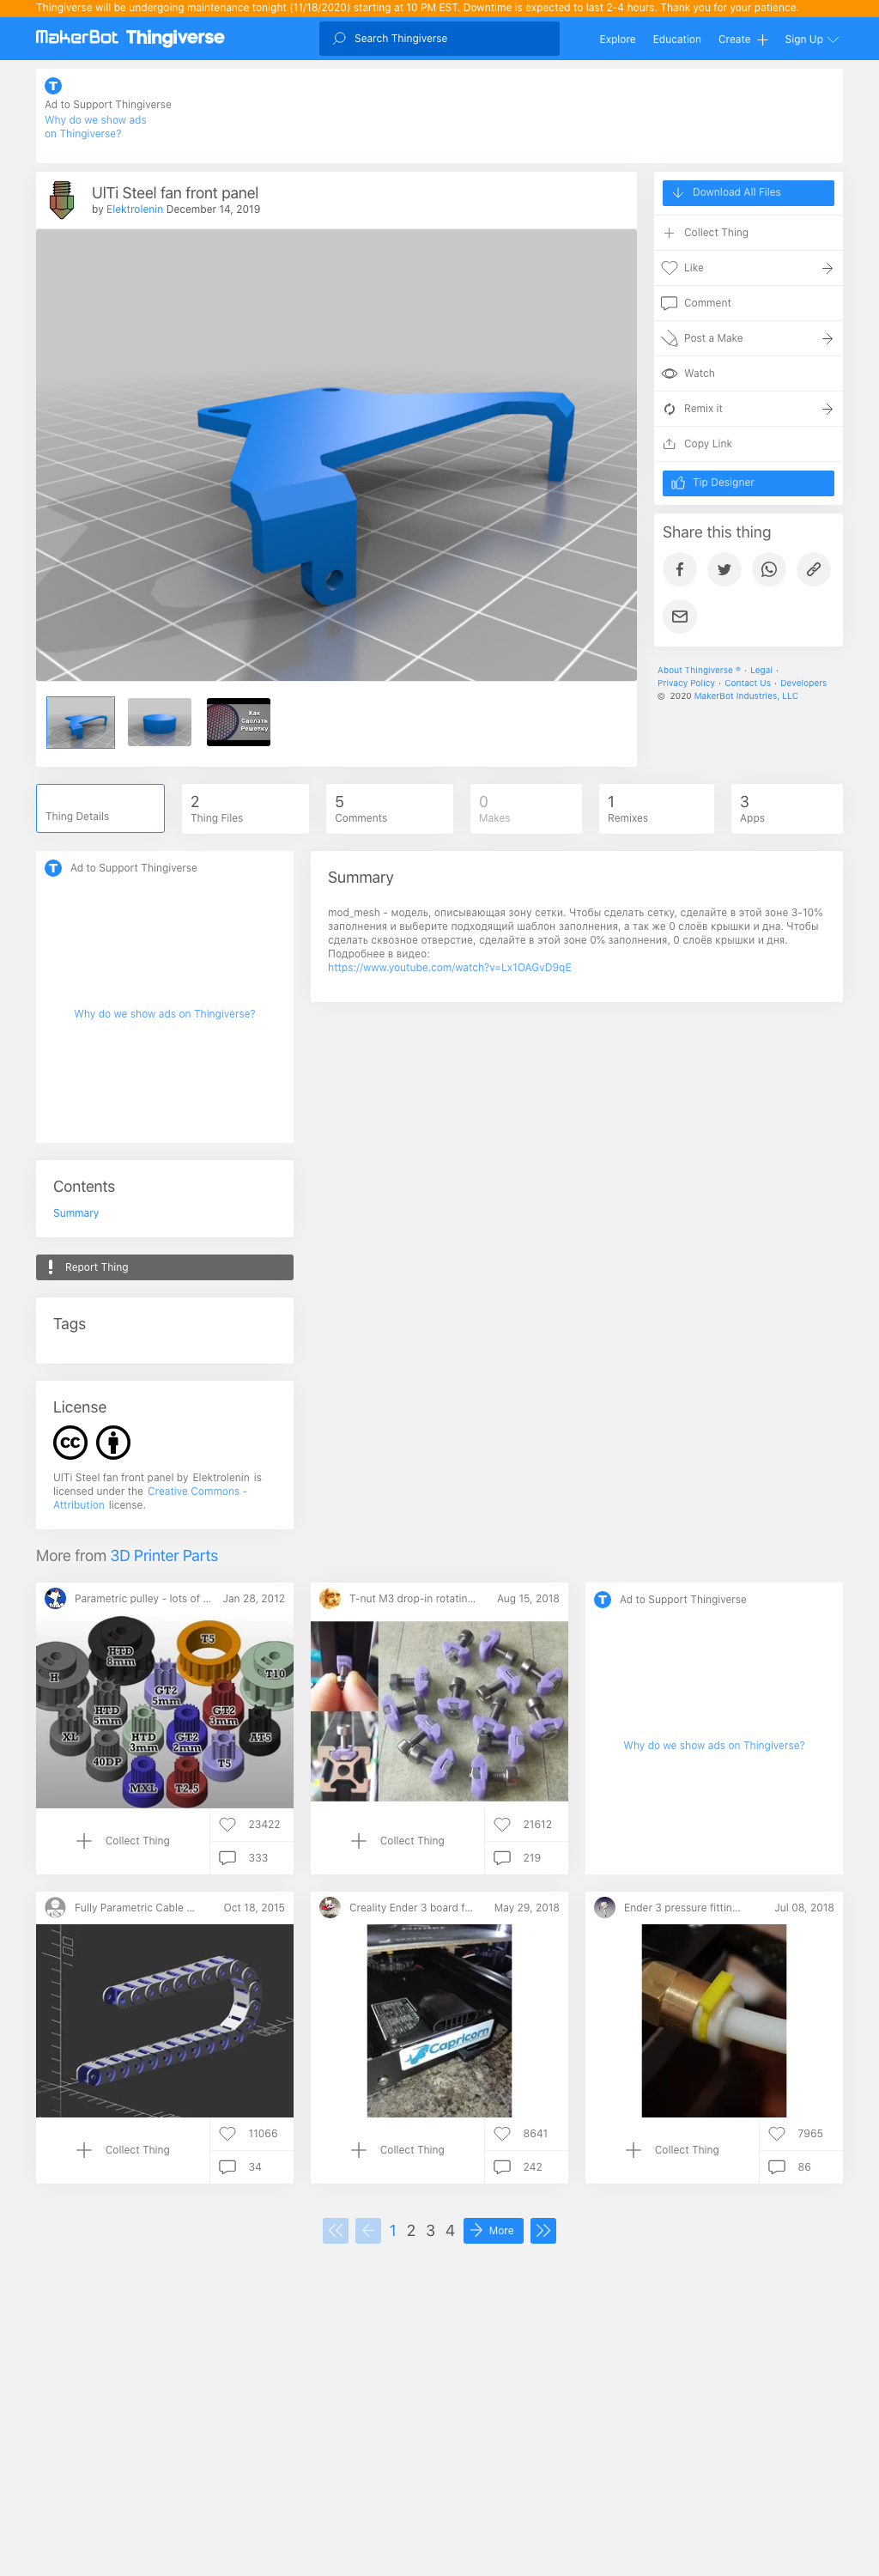 Thingiverse will be undergoing maintenance tonight (11/18/2020) starting at 10 PM EST. Downtime is expected to last 2-4 hours. Thank you for your patience.
MakerBot Thingiverse
Search Thingiverse
Explore
Education
Create
Sign Up
Ad to Support Thingiverse
Why do we show ads
on Thingiverse?
UlTi Steel fan front panel
by Elektrolenin December 14, 2019
Download All Files
Collect Thing
Like
Comment
Post a Make
Watch
Remix it
Copy Link
Tip Designer
Share this thing
About Thingiverse ® · Legal ·
Privacy Policy · Contact Us · Developers
© 2020 MakerBot Industries, LLC
Как
Сделать
Решетку
Thing Details
2
Thing Files
5
Comments
0
Makes
1
Remixes
3
Apps
Ad to Support Thingiverse
Why do we show ads on Thingiverse?
Summary
mod_mesh - модель, описывающая зону сетки. Чтобы сделать сетку, сделайте в этой зоне 3-10%
заполнения и выберите подходящий шаблон заполнения, а так же 0 слоёв крышки и дна. Чтобы
сделать сквозное отверстие, сделайте в этой зоне 0% заполнения, 0 слоёв крышки и дна.
Подробнее в видео:
https://www.youtube.com/watch?v=Lx1OAGvD9qE
Contents
Summary
Report Thing
Tags
License
CC
UlTi Steel fan front panel by Elektrolenin is
licensed under the Creative Commons -
Attribution license.
More from 3D Printer Parts
Parametric pulley - lots of ...
Jan 28, 2012
H
HTD
8mm
T5
T10
GT2
5mm
HTD
5mm
GT2
3mm
XL
HTD
3mm
GT2
2mm
AT5
40DP
T5
MXL
T2.5
Collect Thing
23422
333
T-nut M3 drop-in rotatin...
Aug 15, 2018
Collect Thing
21612
219
Ad to Support Thingiverse
Why do we show ads on Thingiverse?
Fully Parametric Cable ...
Oct 18, 2015
Collect Thing
11066
34
Creality Ender 3 board f...
May 29, 2018
Capricorn
Collect Thing
8641
242
Ender 3 pressure fittin...
Jul 08, 2018
Collect Thing
7965
86
1 2 3 4
More